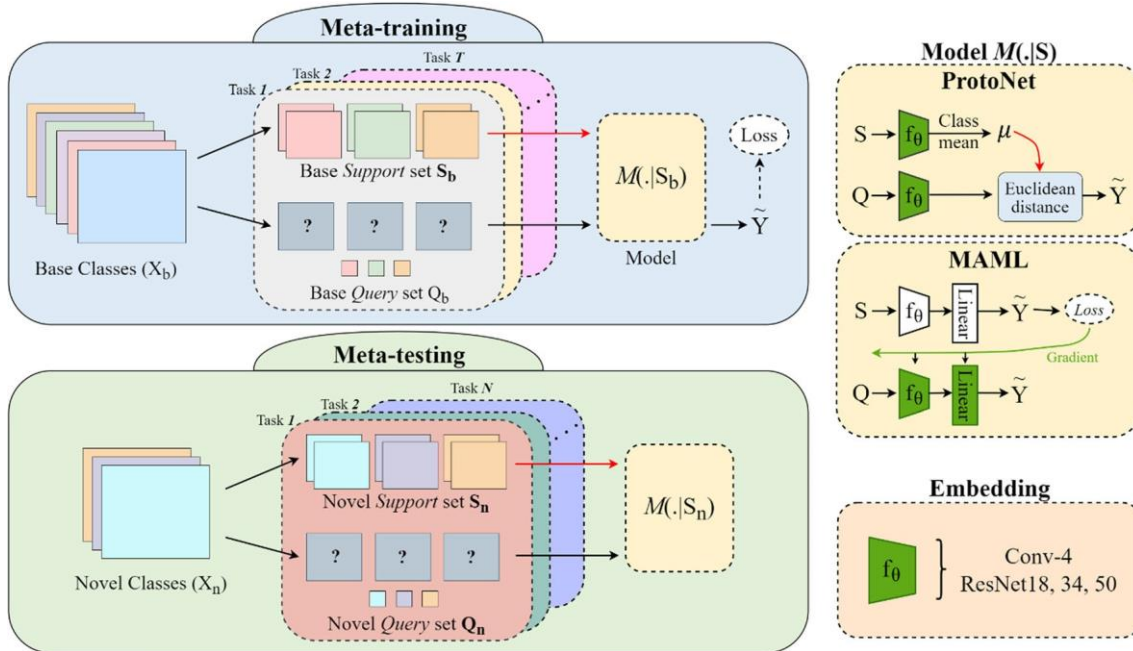 Meta-training
Task T
Task 2
Task 1
Base Support set Sb
? ? ?
Base Query set Qb
Base Classes (Xb)
M(.|Sb)
Model
Loss
Ỹ
Meta-testing
Task N
Task 2
Task 1
Novel Support set Sn
? ? ?
Novel Query set Qn
Novel Classes (Xn)
M(.|Sn)
Model M(.|S)
ProtoNet
S fθ Class mean μ
Q fθ Euclidean distance Ỹ
MAML
S fθ Linear Ỹ Loss
Gradient
Q fθ Linear Ỹ
Embedding
fθ
Conv-4
ResNet18, 34, 50